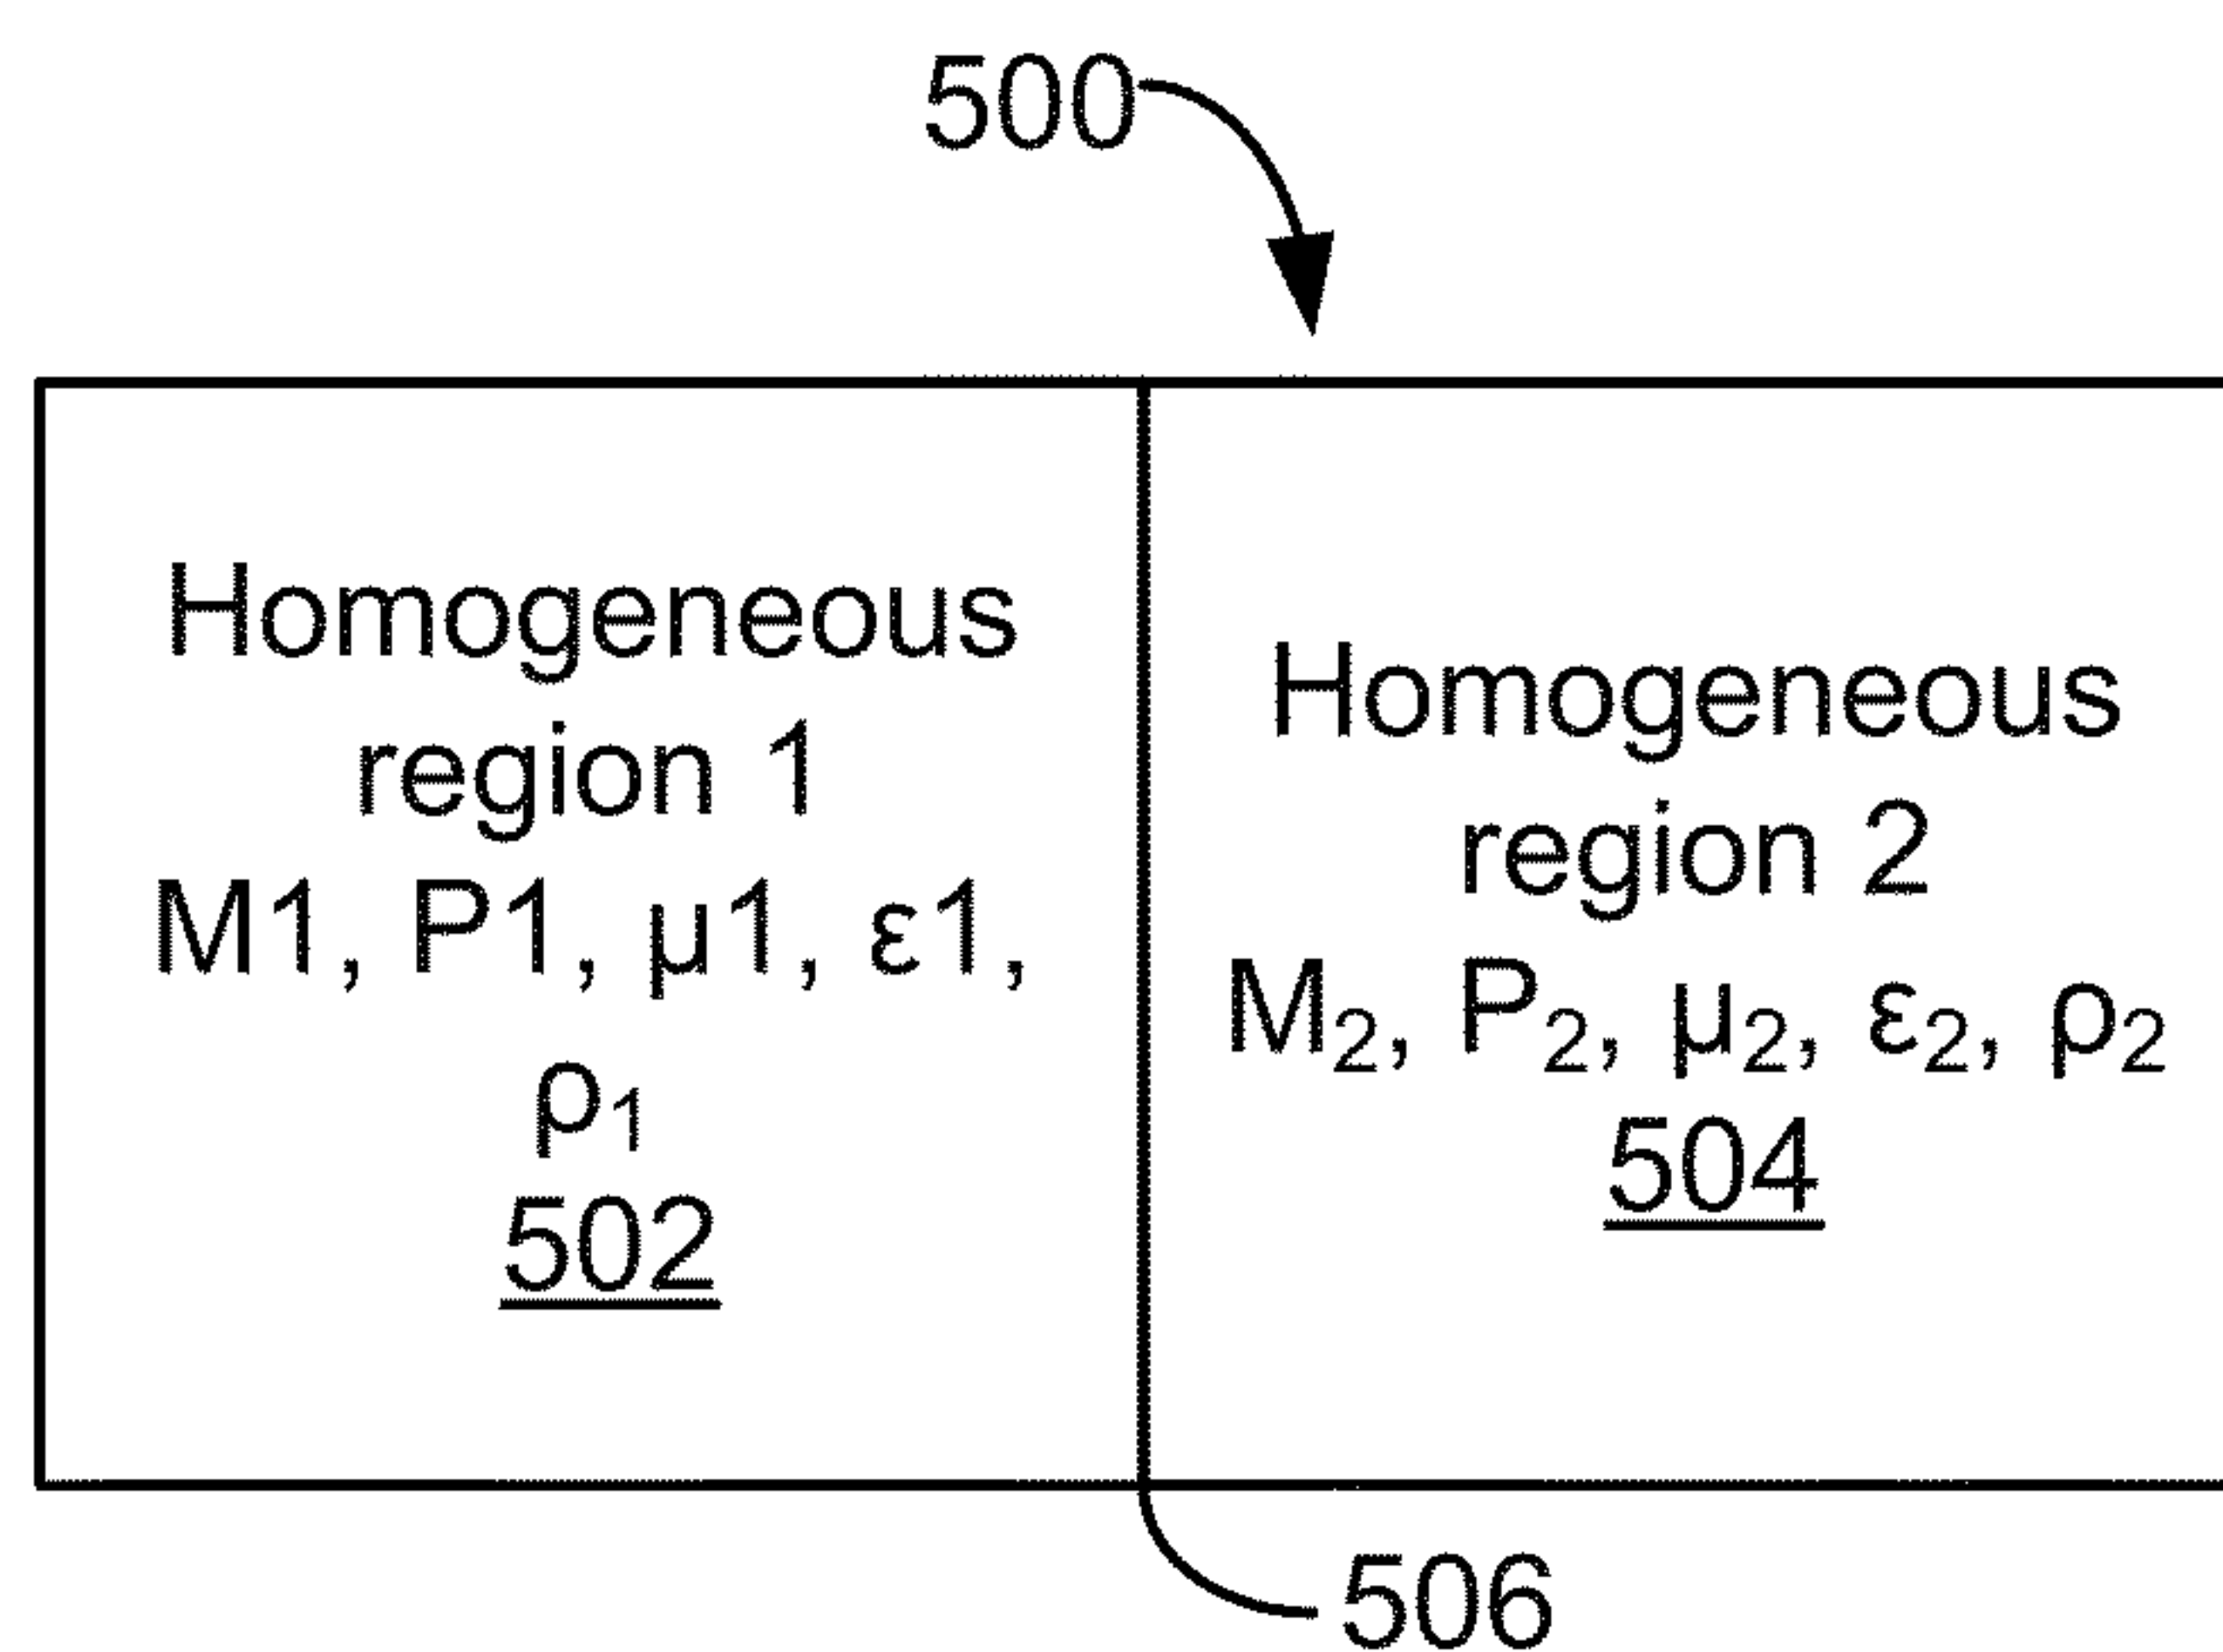 500
Homogeneous
region 1
M1, P1, μ1, ε1,
ρ₁
502
Homogeneous
region 2
M₂, P₂, μ₂, ε₂, ρ₂
504
506